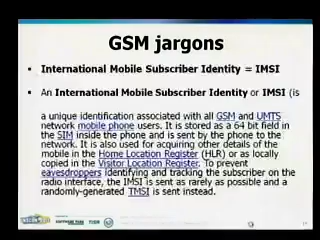 GSM jargons
• International Mobile Subscriber Identity = IMSI
• An International Mobile Subscriber Identity or IMSI (is
a unique identification associated with all GSM and UMTS
network mobile phone users. It is stored as a 64 bit field in
the SIM inside the phone and is sent by the phone to the
network. It is also used for acquiring other details of the
mobile in the Home Location Register (HLR) or as locally
copied in the Visitor Location Register. To prevent
eavesdroppers identifying and tracking the subscriber on the
radio interface, the IMSI is sent as rarely as possible and a
randomly-generated TMSI is sent instead.